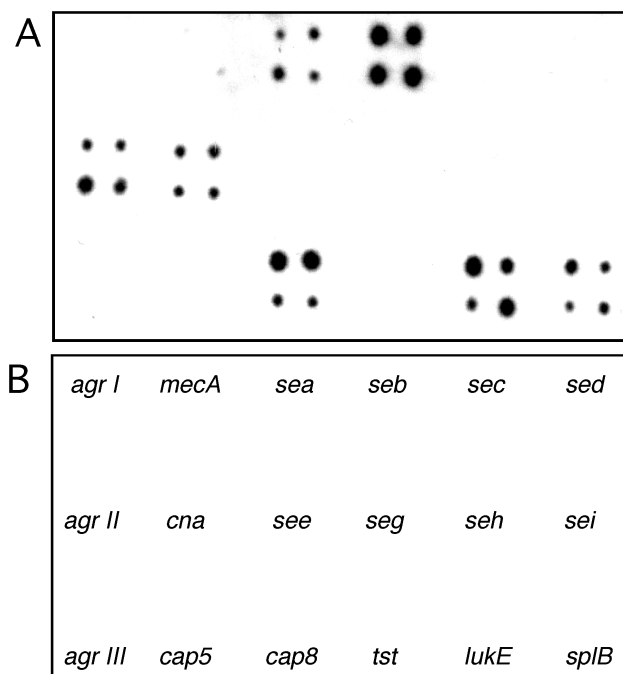 A
B
agr I mecA sea seb sec sed
agr II cna see seg seh sei
agr III cap5 cap8 tst lukE splB